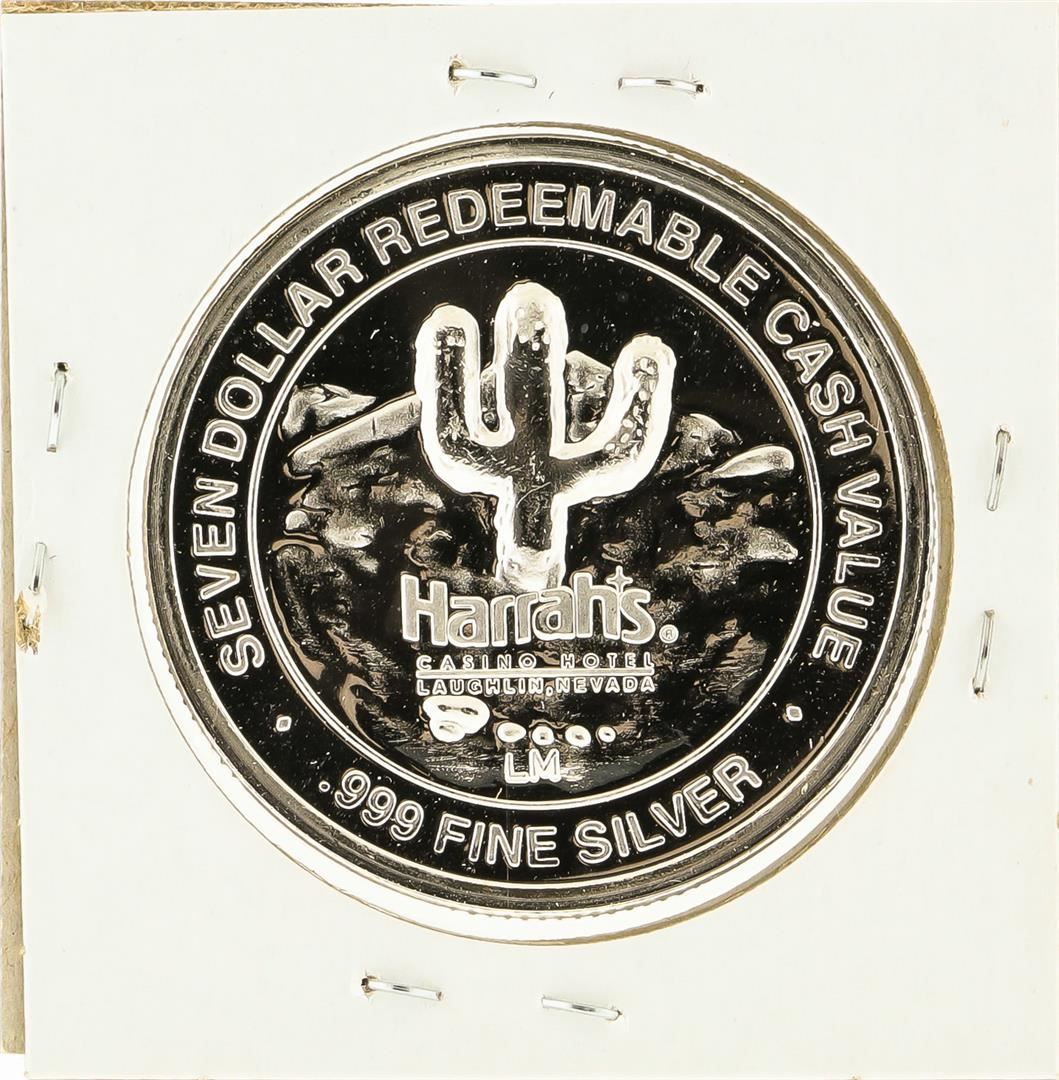 SEVEN DOLLAR REDEEMABLE CASH VALUE
Harrah's®
CASINO HOTEL
LAUGHLIN, NEVADA
LM
.999 FINE SILVER